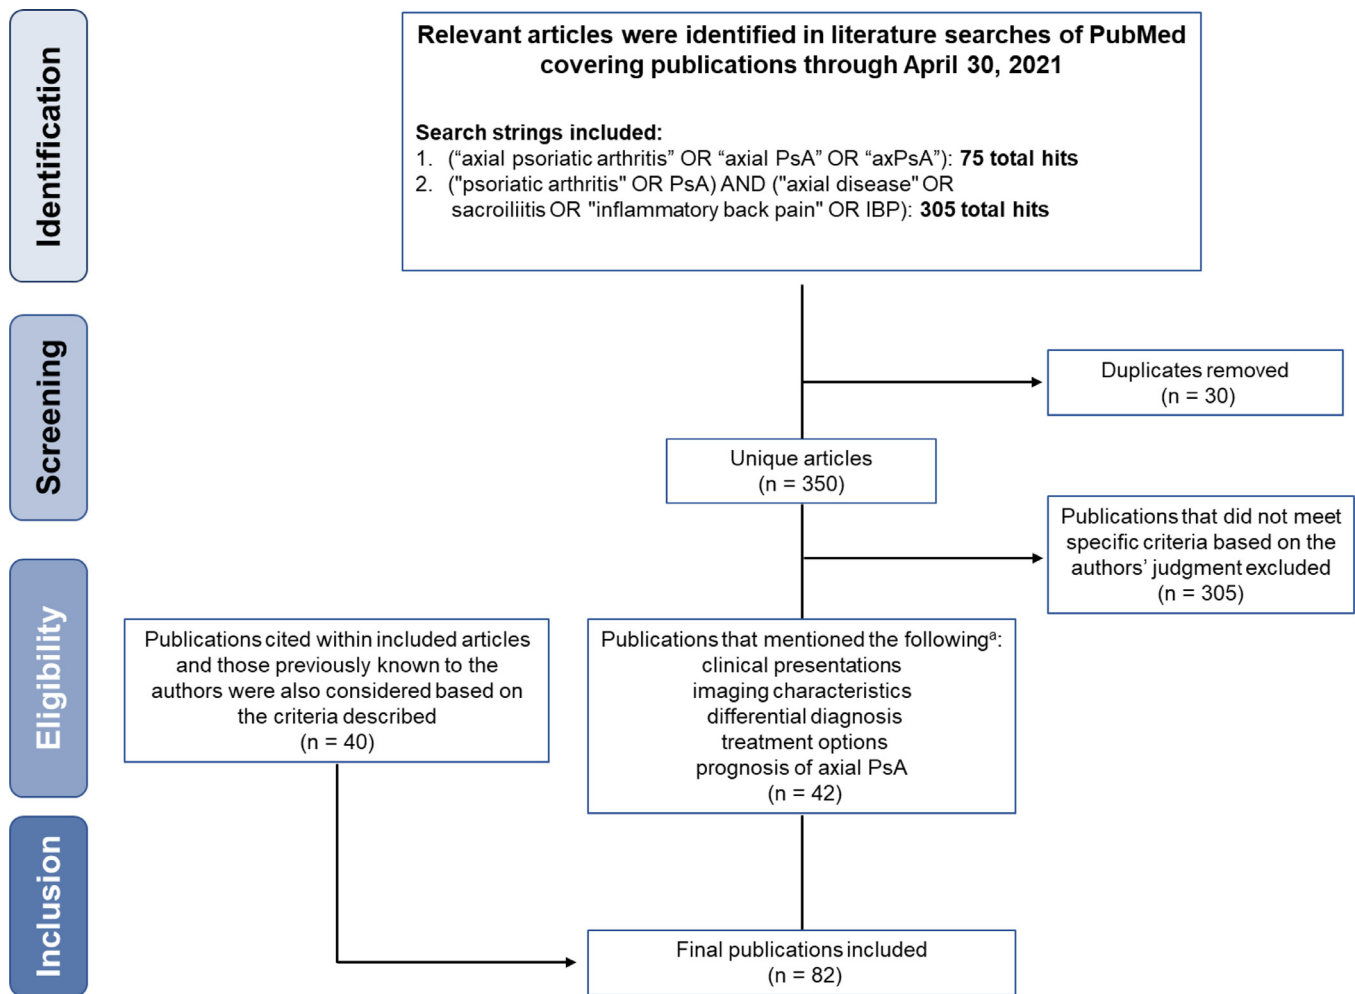 Identification
Relevant articles were identified in literature searches of PubMed
covering publications through April 30, 2021
Search strings included:
1. (“axial psoriatic arthritis” OR “axial PsA” OR “axPsA”): 75 total hits
2. ("psoriatic arthritis" OR PsA) AND ("axial disease" OR
sacroiliitis OR "inflammatory back pain" OR IBP): 305 total hits
Screening
Duplicates removed
(n = 30)
Unique articles
(n = 350)
Publications that did not meet
specific criteria based on the
authors’ judgment excluded
(n = 305)
Eligibility
Publications cited within included articles
and those previously known to the
authors were also considered based on
the criteria described
(n = 40)
Publications that mentioned the followingᵃ:
clinical presentations
imaging characteristics
differential diagnosis
treatment options
prognosis of axial PsA
(n = 42)
Inclusion
Final publications included
(n = 82)